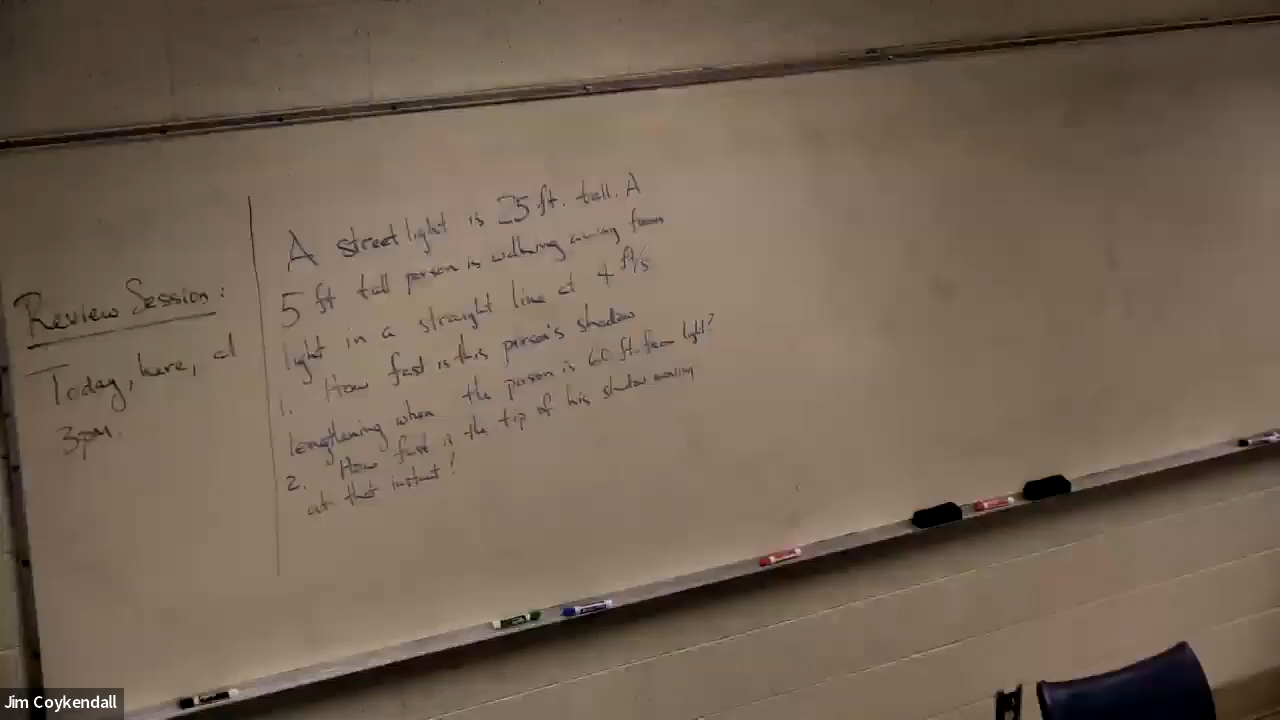 Review Session:
Today, here, at
3pm.
A street light is 25 ft. tall. A
5 ft tall person is walking away from
light in a straight line at 4 ft/s
1. How fast is this person's shadow
lengthening when the person is 60 ft. from light?
2. How fast is the tip of his shadow moving
at that instant?
Jim Coykendall